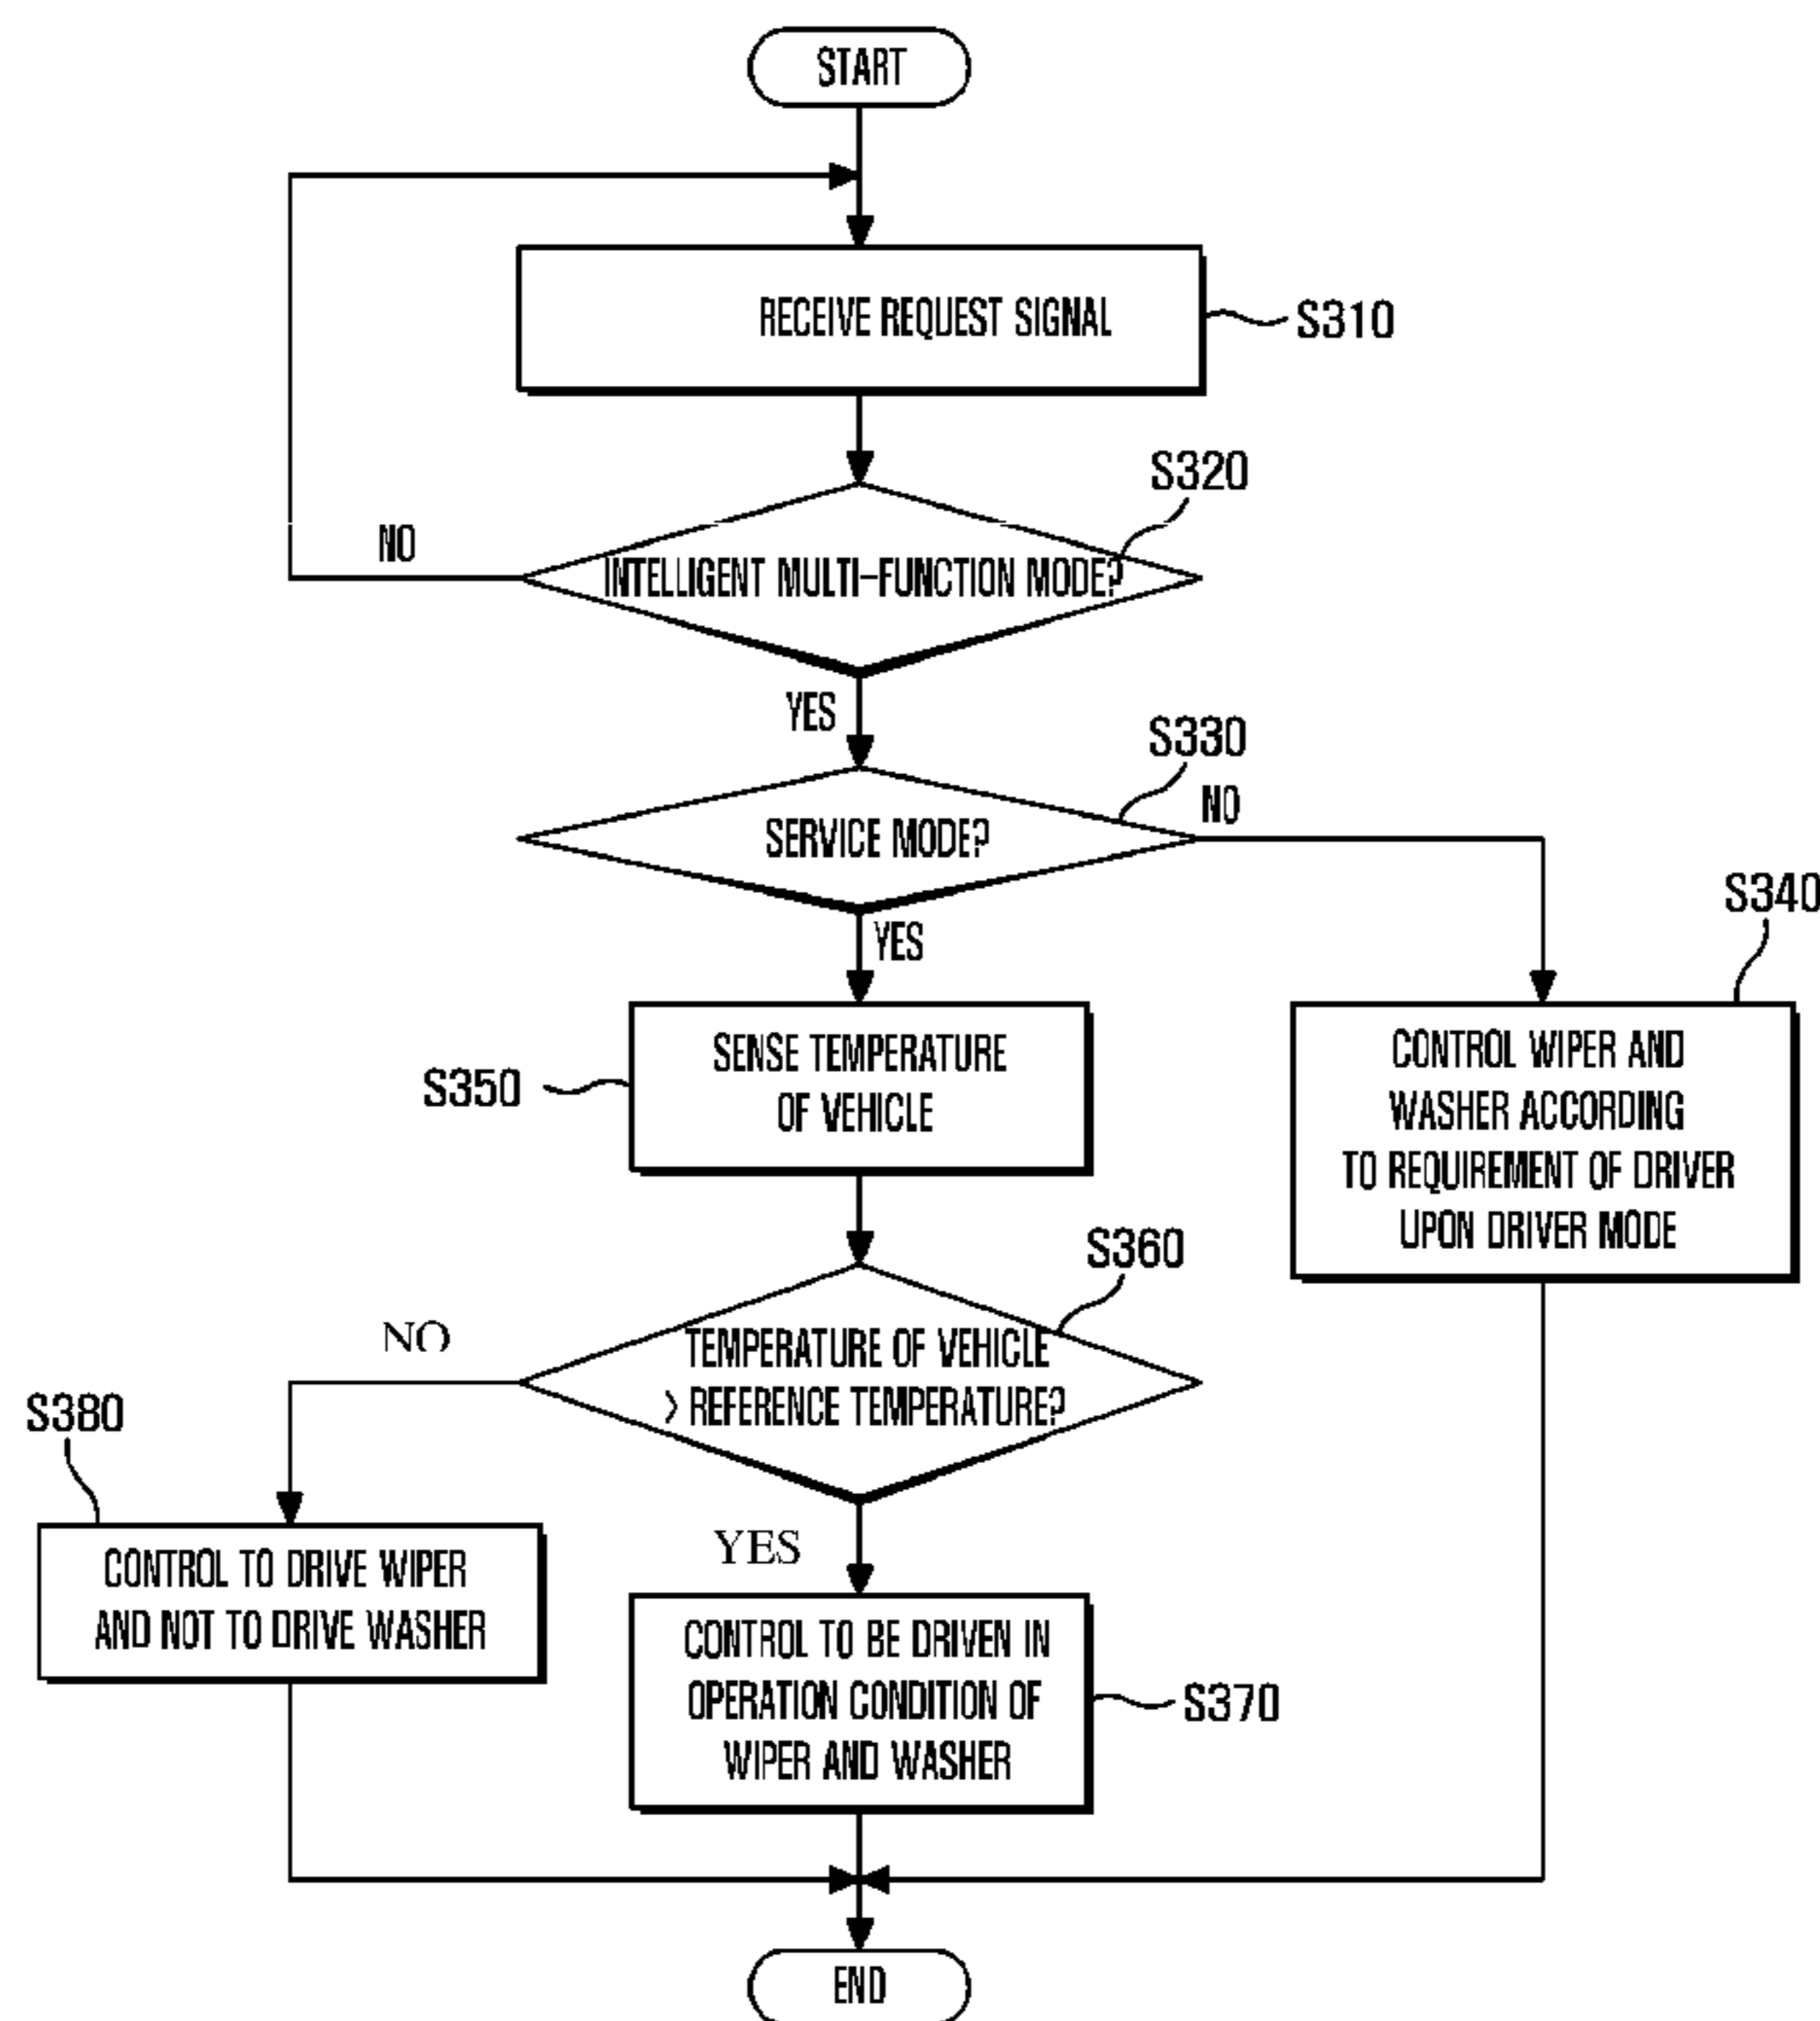 START
RECEIVE REQUEST SIGNAL
S310
S320
INTELLIGENT MULTI-FUNCTION MODE?
NO
YES
S330
SERVICE MODE?
NO
YES
S340
CONTROL WIPER AND
WASHER ACCORDING
TO REQUIREMENT OF DRIVER
UPON DRIVER MODE
S350
SENSE TEMPERATURE
OF VEHICLE
S360
TEMPERATURE OF VEHICLE
> REFERENCE TEMPERATURE?
NO
YES
S380
CONTROL TO DRIVE WIPER
AND NOT TO DRIVE WASHER
CONTROL TO BE DRIVEN IN
OPERATION CONDITION OF
WIPER AND WASHER
S370
END